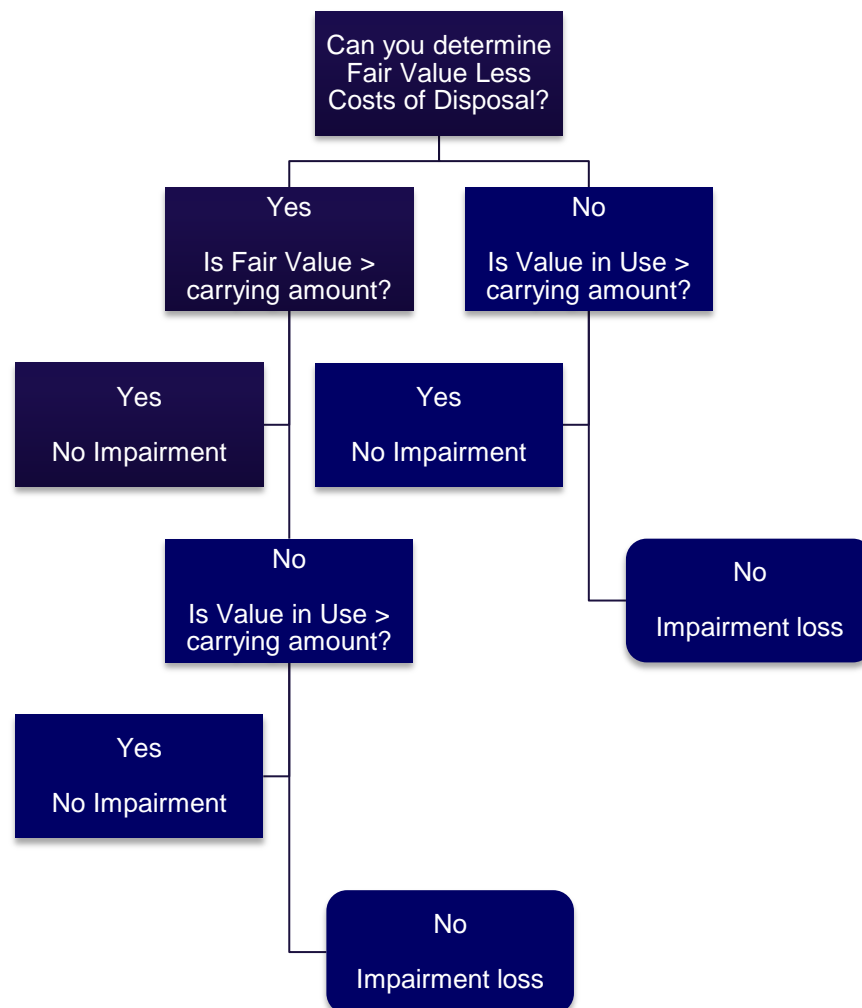 Can you determine
Fair Value Less
Costs of Disposal?
Yes
Is Fair Value >
carrying amount?
No
Is Value in Use >
carrying amount?
Yes
No Impairment
Yes
No Impairment
No
Is Value in Use >
carrying amount?
No
Impairment loss
Yes
No Impairment
No
Impairment loss